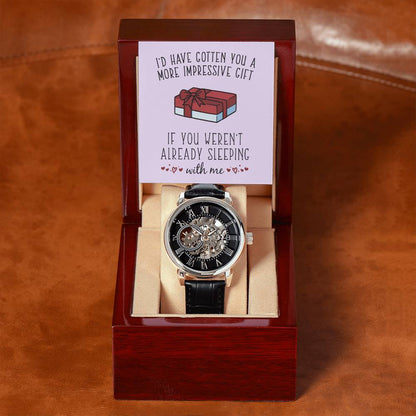 I'D HAVE GOTTEN YOU A
MORE IMPRESSIVE GIFT
IF YOU WEREN'T
ALREADY SLEEPING
with me